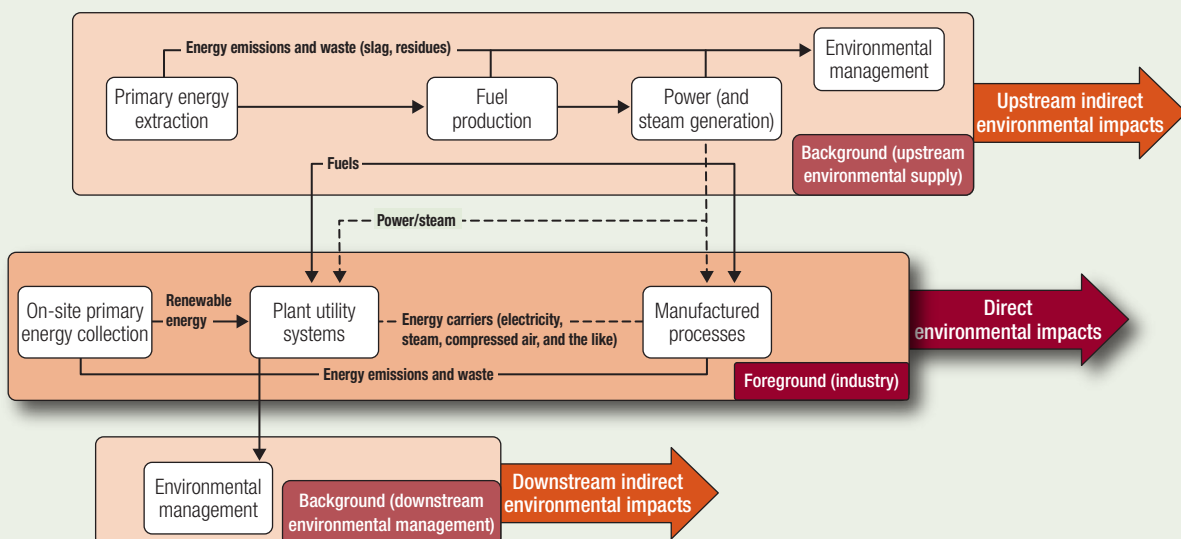 Energy emissions and waste (slag, residues)
Environmental
management
Primary energy
extraction
Fuel
production
Power (and
steam generation)
Upstream indirect
environmental impacts
Background (upstream
environmental supply)
Fuels
Power/steam
On-site primary
energy collection
Renewable
energy
Plant utility
systems
Energy carriers (electricity,
steam, compressed air, and the like)
Manufactured
processes
Direct
environmental impacts
Energy emissions and waste
Foreground (industry)
Environmental
management
Background (downstream
environmental management)
Downstream indirect
environmental impacts